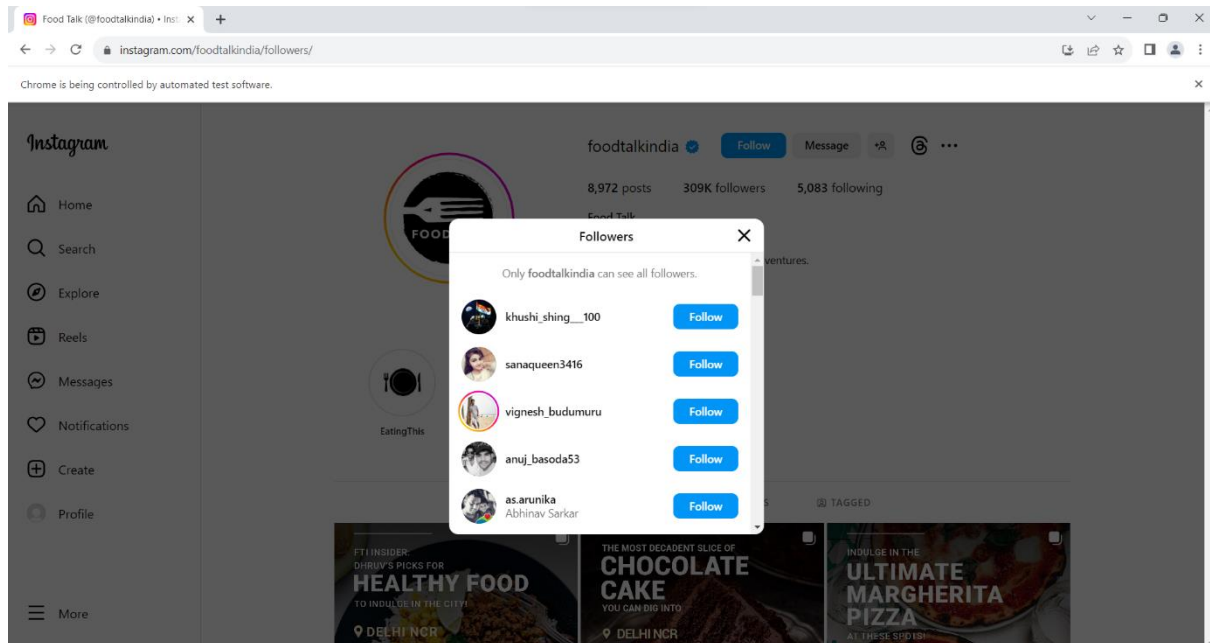 Food Talk (@foodtalkindia) • Inst
instagram.com/foodtalkindia/followers/
Chrome is being controlled by automated test software.
Instagram
Home
Search
Explore
Reels
Messages
Notifications
Create
Profile
More
foodtalkindia Follow Message
8,972 posts 309K followers 5,083 following
Food Talk
ventures.
FOOD
EatingThis
Followers
Only foodtalkindia can see all followers.
khushi_shing__100 Follow
sanaqueen3416 Follow
vignesh_budumuru Follow
anuj_basoda53 Follow
as.arunika Follow
Abhinav Sarkar
TAGGED
FTI INSIDER:
DHRUV'S PICKS FOR
HEALTHY FOOD
TO INDULGE IN THE CITY!
DELHI NCR
THE MOST DECADENT SLICE OF
CHOCOLATE
CAKE
YOU CAN DIG INTO
DELHI NCR
INDULGE IN THE
ULTIMATE
MARGHERITA
PIZZA
AT THESE SPOTS!